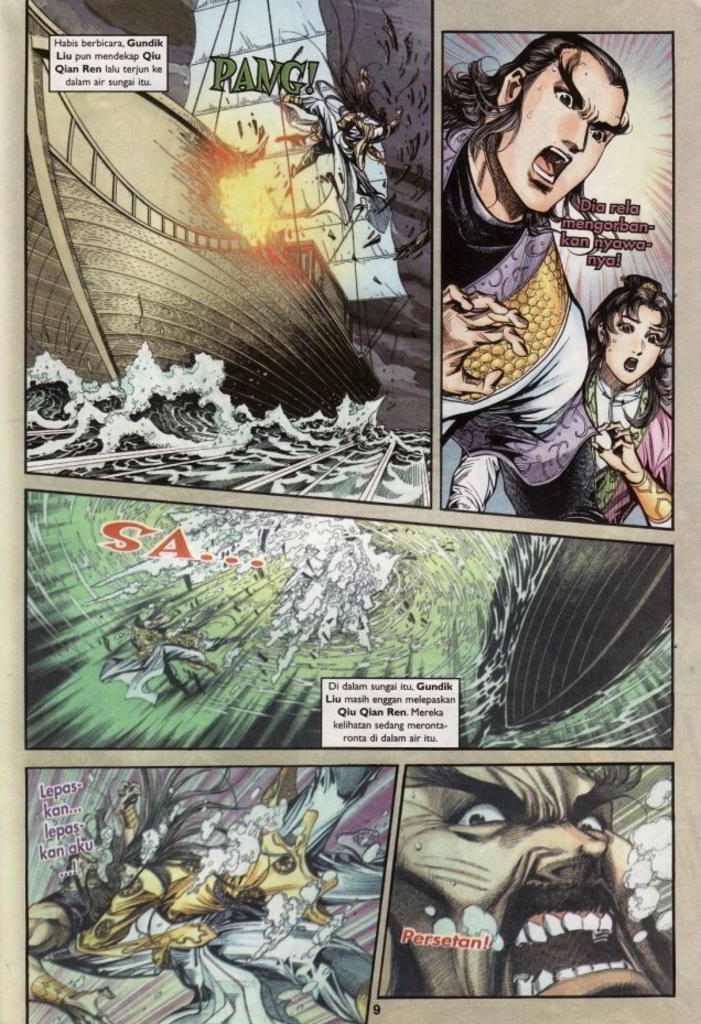 Habis berbicara, Gundik
Liu pun mendekap Qiu
Qian Ren lalu terjun ke
dalam air sungai itu.
PANG!
Dia rela
mengorban-
kan nyawa-
nya!
SA...
Di dalam sungai itu, Gundik
Liu masih enggan melepaskan
Qiu Qian Ren. Mereka
kelihatan sedang meronta-
ronta di dalam air itu.
Lepas-
kan...
lepas-
kan aku
...!
Persetan!
9